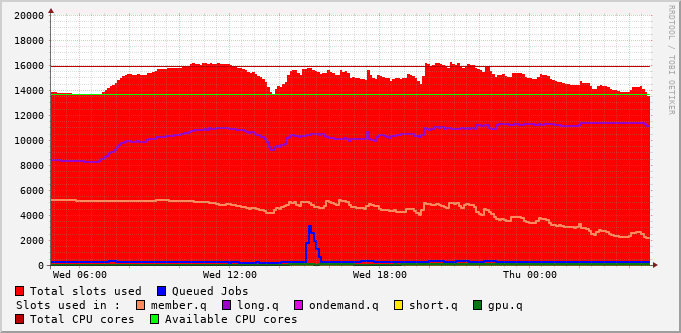 20000
18000
16000
14000
12000
10000
8000
6000
4000
2000
0
Wed 06:00 Wed 12:00 Wed 18:00 Thu 00:00
Total slots used Queued Jobs
Slots used in : member.q long.q ondemand.q short.q gpu.q
Total CPU cores Available CPU cores
RRDTOOL / TOBI OETIKER